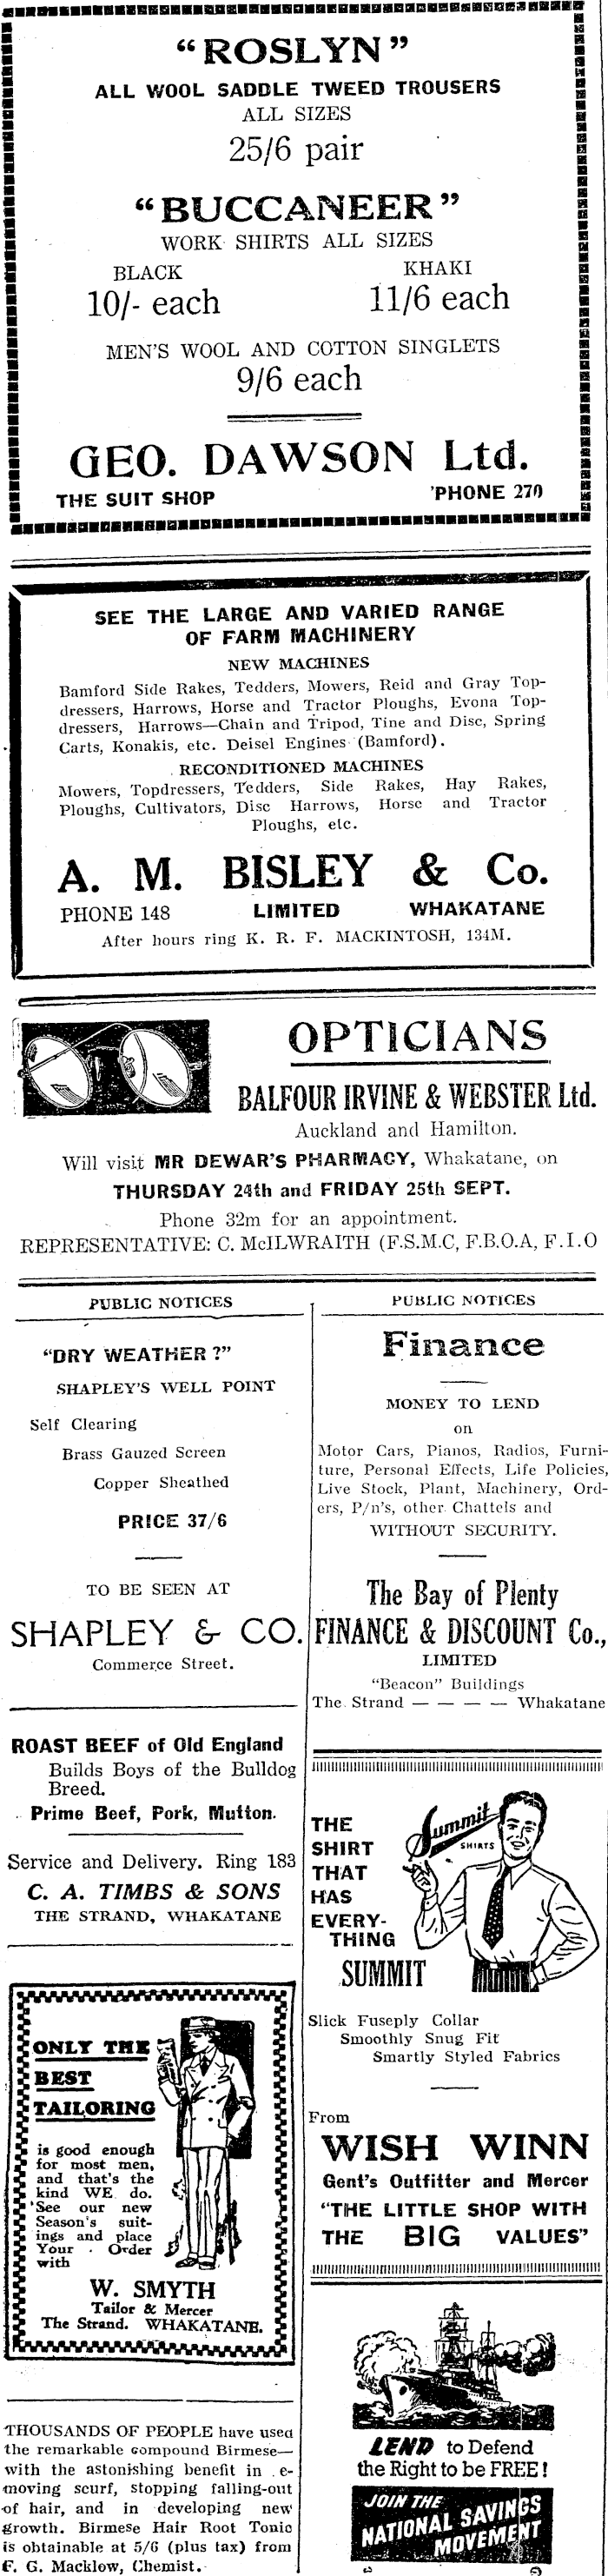 “ROSLYN”
ALL WOOL SADDLE TWEED TROUSERS
ALL SIZES
25/6 pair
“BUCCANEER”
WORK SHIRTS ALL SIZES
BLACK KHAKI
10/- each 11/6 each
MEN'S WOOL AND COTTON SINGLETS
9/6 each
GEO. DAWSON Ltd.
THE SUIT SHOP 'PHONE 270
SEE THE LARGE AND VARIED RANGE
OF FARM MACHINERY
NEW MACHINES
Bamford Side Rakes, Tedders, Mowers, Reid and Gray Top-
dressers, Harrows, Horse and Tractor Ploughs, Evona Top-
dressers, Harrows—Chain and Tripod, Tine and Disc, Spring
Carts, Konakis, etc. Deisel Engines (Bamford).
RECONDITIONED MACHINES
Mowers, Topdressers, Tedders, Side Rakes, Hay Rakes,
Ploughs, Cultivators, Disc Harrows, Horse and Tractor
Ploughs, etc.
A. M. BISLEY & Co.
PHONE 148 LIMITED WHAKATANE
After hours ring K. R. F. MACKINTOSH, 134M.
OPTICIANS
BALFOUR IRVINE & WEBSTER Ltd.
Auckland and Hamilton.
Will visit MR DEWAR'S PHARMACY, Whakatane, on
THURSDAY 24th and FRIDAY 25th SEPT.
Phone 32m for an appointment.
REPRESENTATIVE: C. McILWRAITH (F.S.M.C, F.B.O.A, F.I.O
PUBLIC NOTICES
“DRY WEATHER?”
SHAPLEY'S WELL POINT
Self Clearing
Brass Gauzed Screen
Copper Sheathed
PRICE 37/6
TO BE SEEN AT
SHAPLEY & CO.
Commerce Street.
ROAST BEEF of Old England
Builds Boys of the Bulldog
Breed.
Prime Beef, Pork, Mutton.
Service and Delivery. Ring 183
C. A. TIMBS & SONS
THE STRAND, WHAKATANE
ONLY THE
BEST
TAILORING
is good enough
for most men,
and that's the
kind WE do.
See our new
Season's suit-
ings and place
Your Order
with
W. SMYTH
Tailor & Mercer
The Strand. WHAKATANE.
THOUSANDS OF PEOPLE have used
the remarkable compound Birmese—
with the astonishing benefit in e-
moving scurf, stopping falling-out
of hair, and in developing new
growth. Birmese Hair Root Tonic
is obtainable at 5/6 (plus tax) from
F. G. Macklow, Chemist.
PUBLIC NOTICES
Finance
MONEY TO LEND
on
Motor Cars, Pianos, Radios, Furni-
ture, Personal Effects, Life Policies,
Live Stock, Plant, Machinery, Ord-
ers, P/n's, other Chattels and
WITHOUT SECURITY.
The Bay of Plenty
FINANCE & DISCOUNT Co.,
LIMITED
“Beacon” Buildings
The Strand — — — — Whakatane
Summit
SHIRTS
THE
SHIRT
THAT
HAS
EVERY-
THING
SUMMIT
Slick Fuseply Collar
Smoothly Snug Fit
Smartly Styled Fabrics
From
WISH WINN
Gent's Outfitter and Mercer
“THE LITTLE SHOP WITH
THE BIG VALUES”
LEND to Defend
the Right to be FREE!
JOIN THE
NATIONAL SAVINGS
MOVEMENT